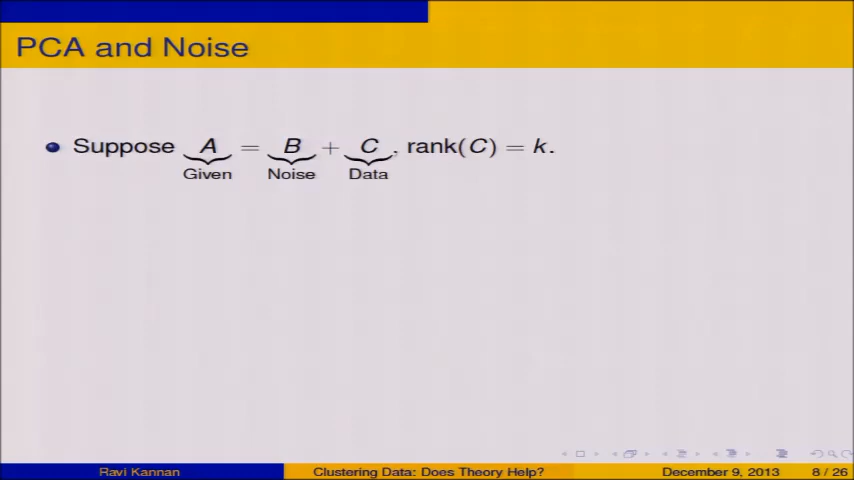 PCA and Noise
Suppose A = B + C, rank(C) = k.
Given Noise Data
Ravi Kannan Clustering Data: Does Theory Help? December 9, 2013 8 / 26